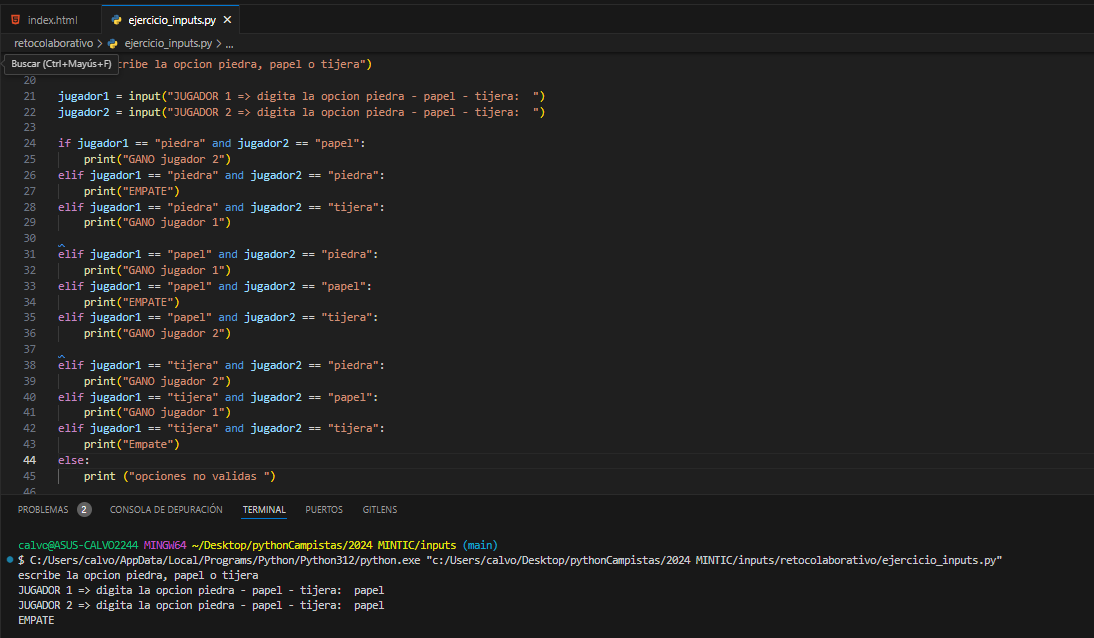 index.html
ejercicio_inputs.py
retocolaborativo > ejercicio_inputs.py > ...
Buscar (Ctrl+Mayús+F)
cribe la opcion piedra, papel o tijera")
20
21 jugador1 = input("JUGADOR 1 => digita la opcion piedra - papel - tijera:  ")
22 jugador2 = input("JUGADOR 2 => digita la opcion piedra - papel - tijera:  ")
23
24 if jugador1 == "piedra" and jugador2 == "papel":
25     print("GANO jugador 2")
26 elif jugador1 == "piedra" and jugador2 == "piedra":
27     print("EMPATE")
28 elif jugador1 == "piedra" and jugador2 == "tijera":
29     print("GANO jugador 1")
30
31 elif jugador1 == "papel" and jugador2 == "piedra":
32     print("GANO jugador 1")
33 elif jugador1 == "papel" and jugador2 == "papel":
34     print("EMPATE")
35 elif jugador1 == "papel" and jugador2 == "tijera":
36     print("GANO jugador 2")
37
38 elif jugador1 == "tijera" and jugador2 == "piedra":
39     print("GANO jugador 2")
40 elif jugador1 == "tijera" and jugador2 == "papel":
41     print("GANO jugador 1")
42 elif jugador1 == "tijera" and jugador2 == "tijera":
43     print("Empate")
44 else:
45     print ("opciones no validas ")
46
PROBLEMAS 2 CONSOLA DE DEPURACIÓN TERMINAL PUERTOS GITLENS
calvo@ASUS-CALVO2244 MINGW64 ~/Desktop/pythonCampistas/2024 MINTIC/inputs (main)
$ C:/Users/calvo/AppData/Local/Programs/Python/Python312/python.exe "c:/Users/calvo/Desktop/pythonCampistas/2024 MINTIC/inputs/retocolaborativo/ejercicio_inputs.py"
escribe la opcion piedra, papel o tijera
JUGADOR 1 => digita la opcion piedra - papel - tijera:  papel
JUGADOR 2 => digita la opcion piedra - papel - tijera:  papel
EMPATE